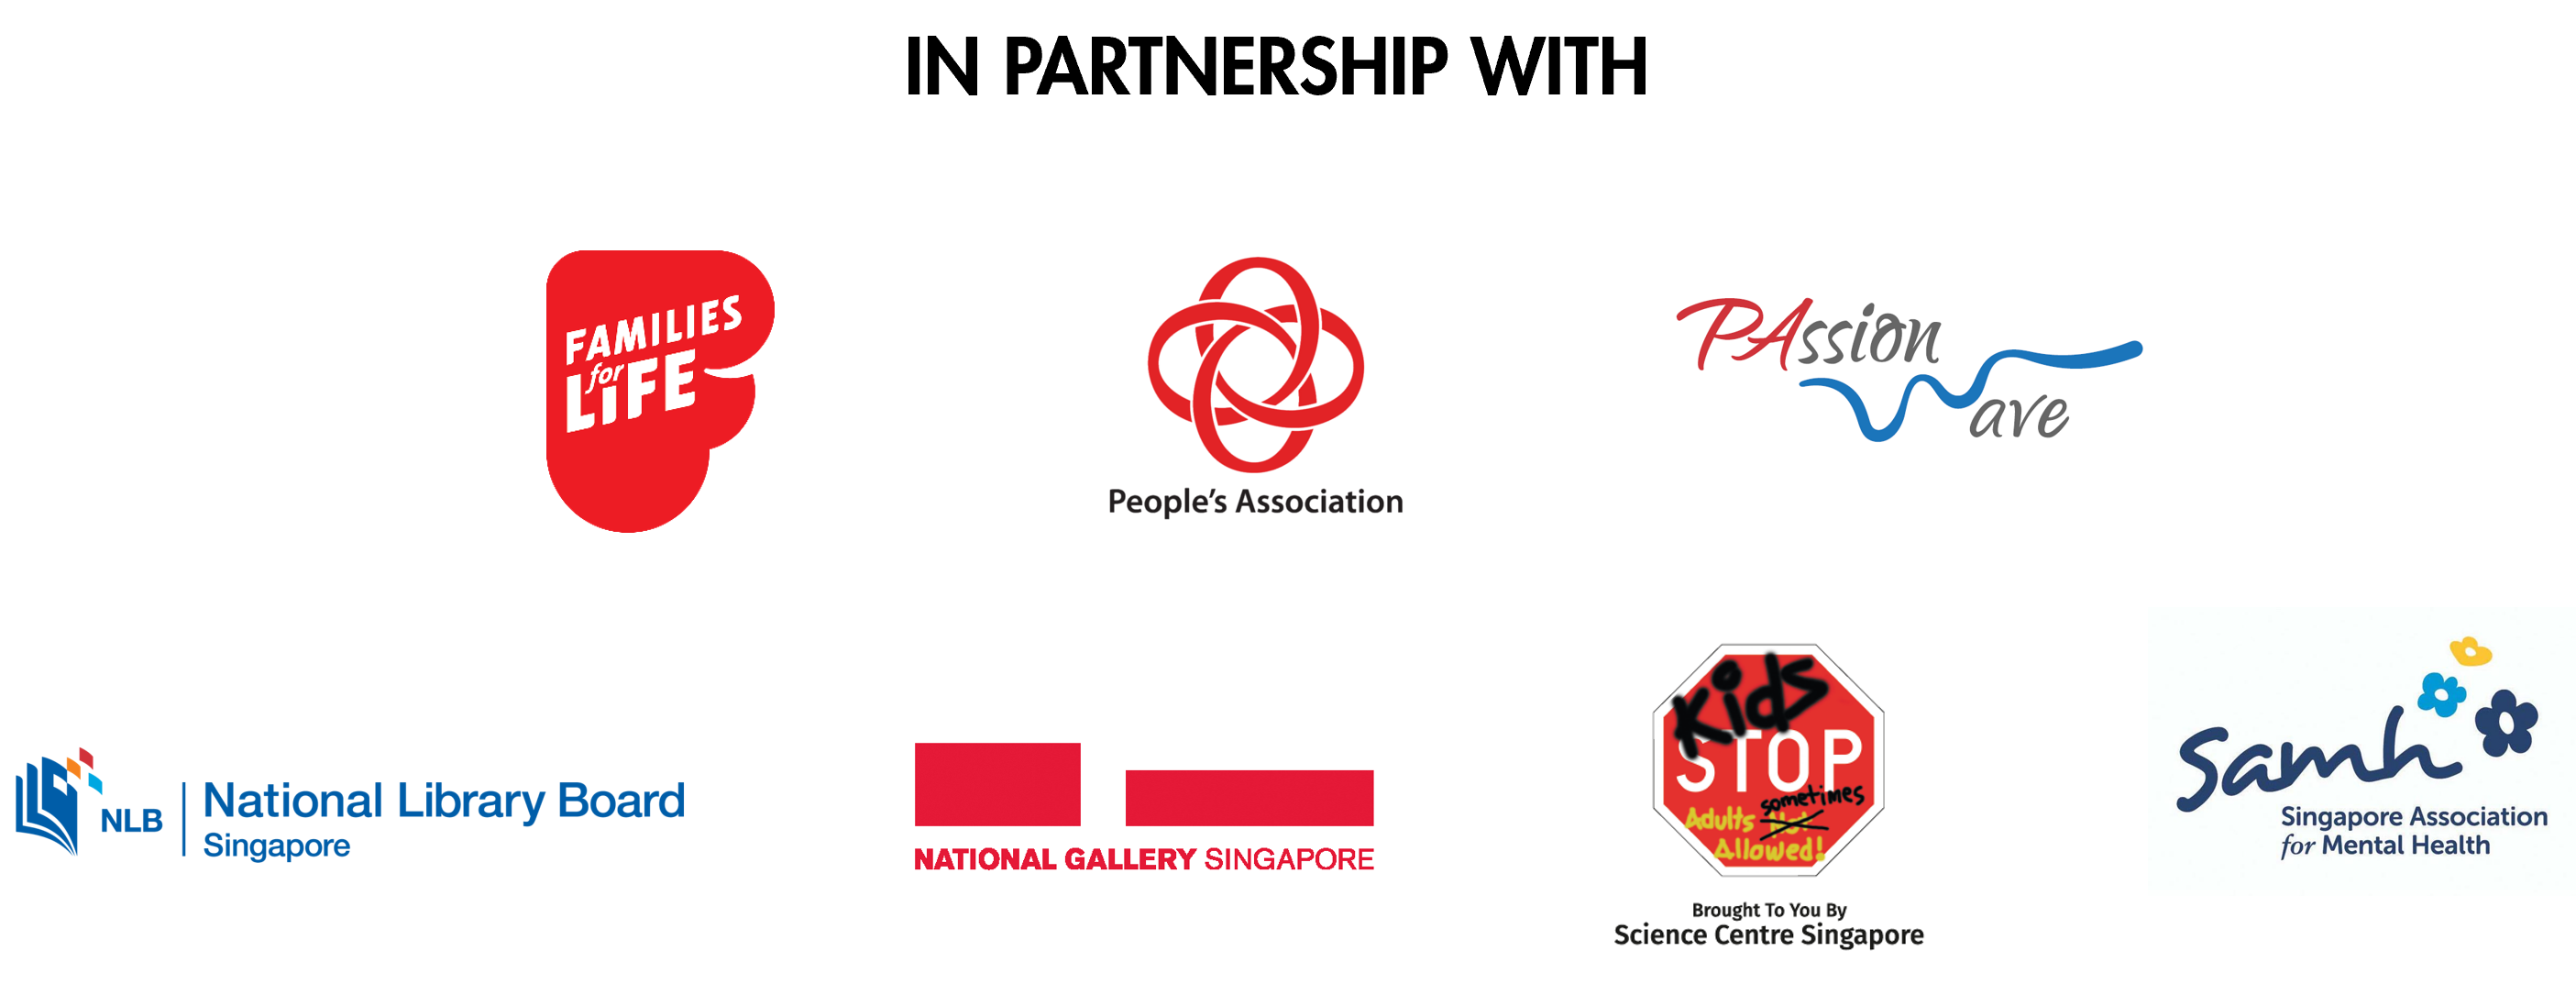 IN PARTNERSHIP WITH
FAMILIES
for
LiFE
People's Association
PAssion
Wave
NLB
National Library Board
Singapore
NATIONAL GALLERY SINGAPORE
Kids
STOP
sometimes
Adults Not
Allowed!
Brought To You By
Science Centre Singapore
samh
Singapore Association
for Mental Health